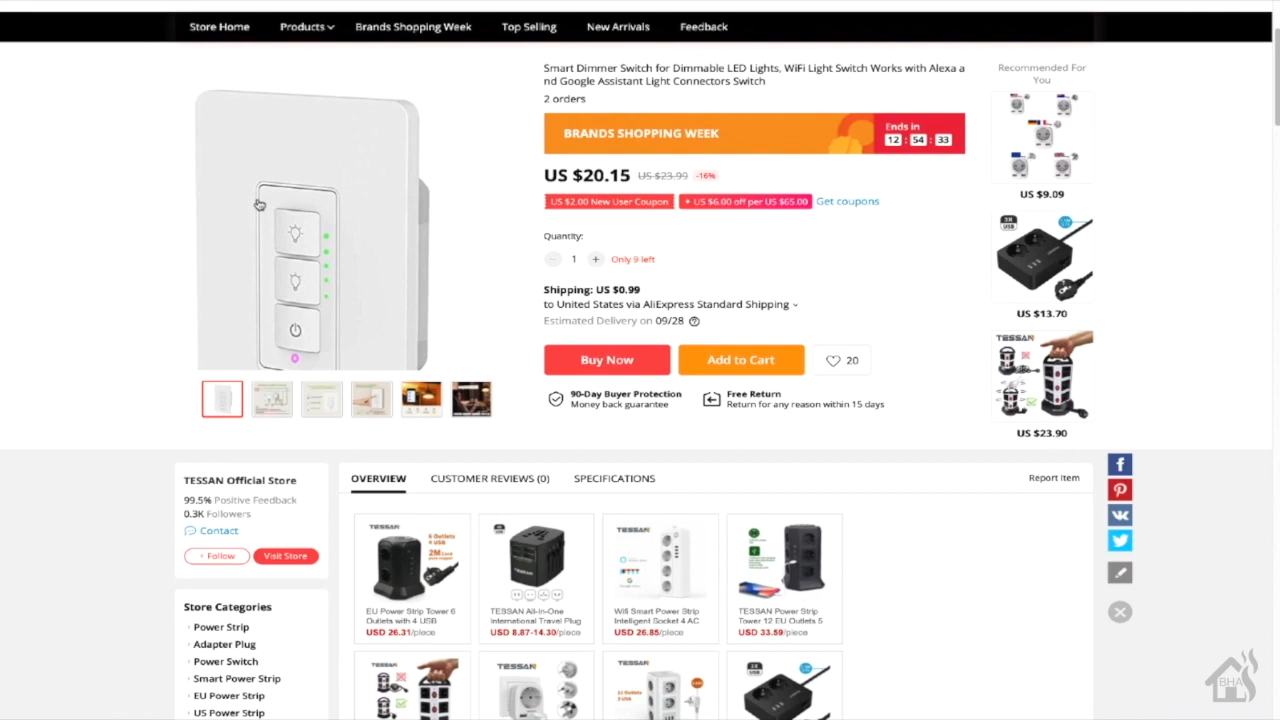 Store Home
Products
Brands Shopping Week
Top Selling
New Arrivals
Feedback
Smart Dimmer Switch for Dimmable LED Lights, WiFi Light Switch Works with Alexa a
nd Google Assistant Light Connectors Switch
2 orders
BRANDS SHOPPING WEEK
Ends in
12 : 54 : 33
US $20.15 US $23.99 -16%
US $2.00 New User Coupon
US $6.00 off per US $65.00
Get coupons
Quantity:
− 1 + Only 9 left
Shipping: US $0.99
to United States via AliExpress Standard Shipping
Estimated Delivery on 09/28
Buy Now
Add to Cart
20
90-Day Buyer Protection
Money back guarantee
Free Return
Return for any reason within 15 days
Recommended For
You
US $9.09
US $13.70
TESSAN
US $23.90
TESSAN Official Store
99.5% Positive Feedback
0.3K Followers
Contact
+ Follow
Visit Store
Store Categories
Power Strip
Adapter Plug
Power Switch
Smart Power Strip
EU Power Strip
US Power Strip
OVERVIEW
CUSTOMER REVIEWS (0)
SPECIFICATIONS
Report Item
TESSAN
6 Outlets
4 USB
2M Cord
EU Power Strip Tower 6
Outlets with 4 USB
USD 26.31/piece
TESSAN
TESSAN All-in-One
International Travel Plug
USD 8.87-14.30/piece
TESSAN
Wifi Smart Power Strip
Intelligent Socket 4 AC
USD 26.85/piece
TESSAN Power Strip
Tower 12 EU Outlets 5
USD 33.59/piece
TESSAN
TESSAN
TESSAN
BHA